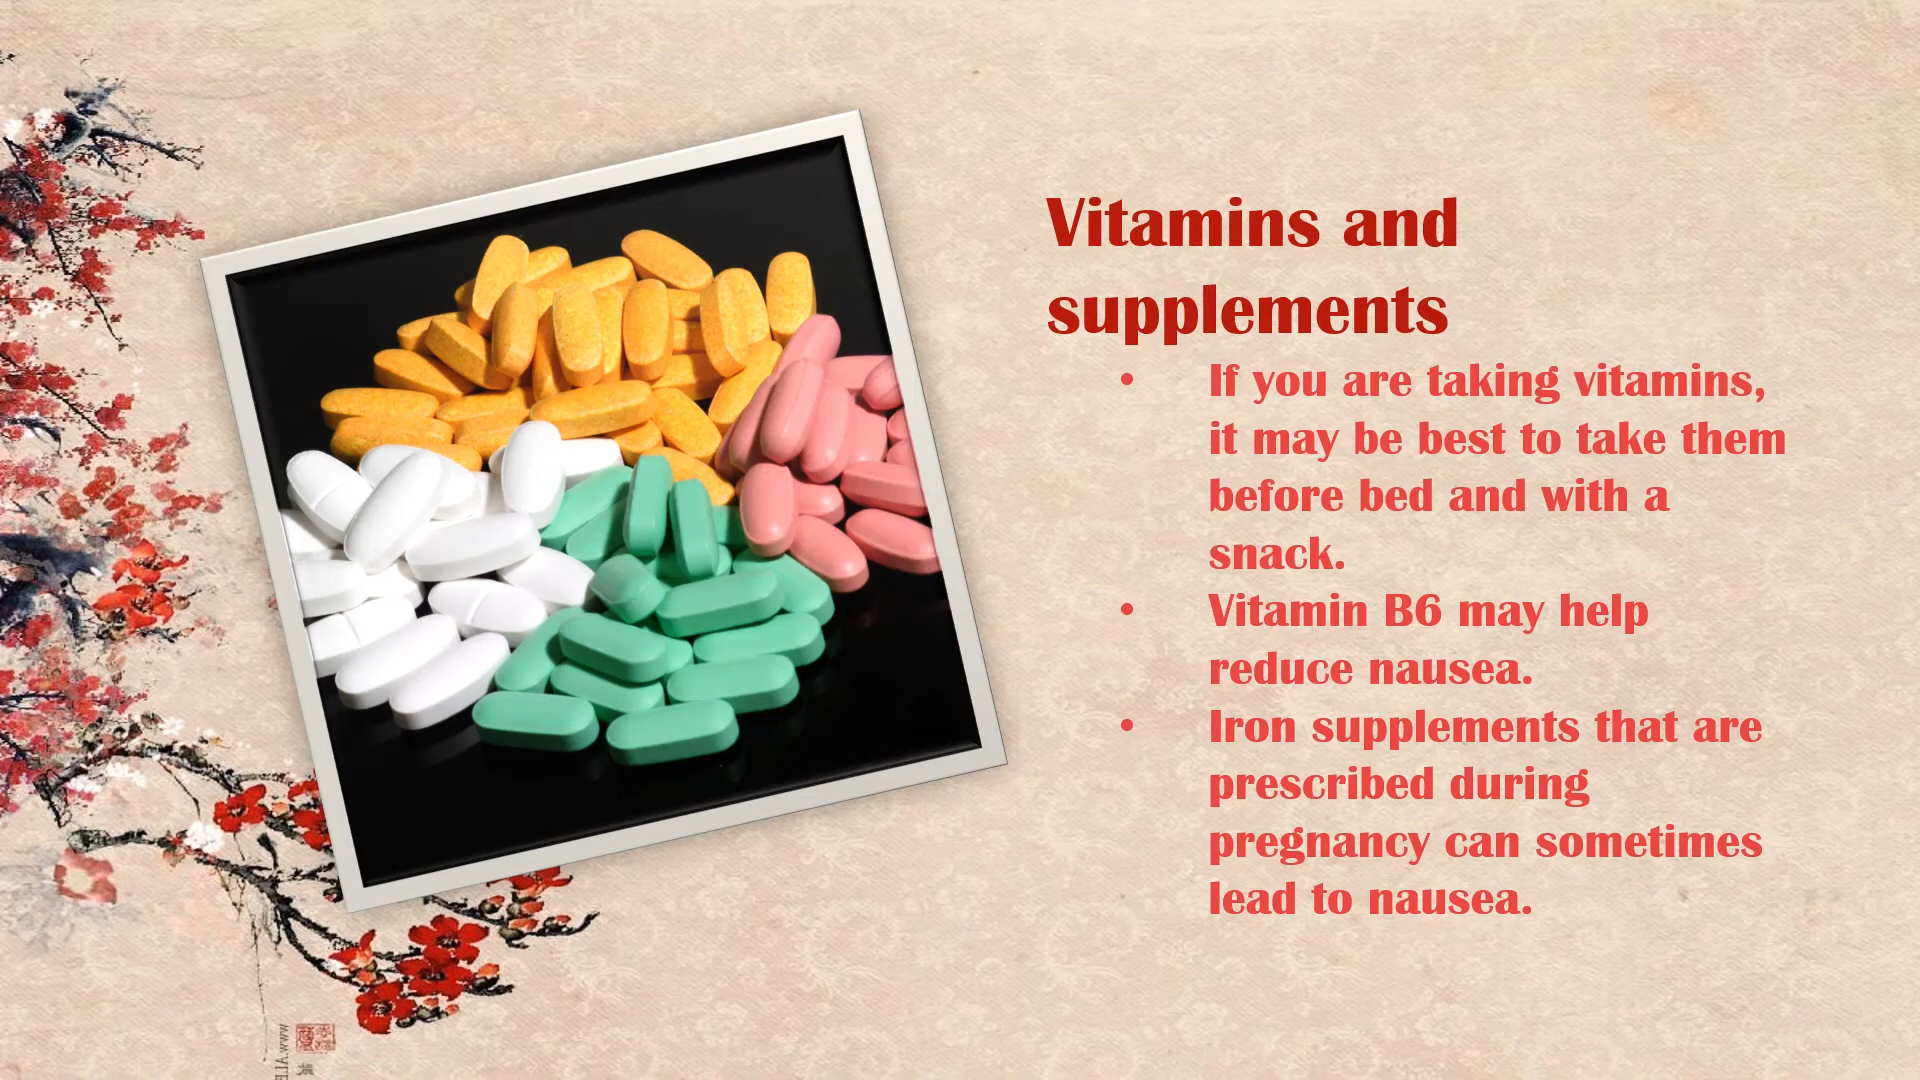 Vitamins and
supplements
• If you are taking vitamins,
it may be best to take them
before bed and with a
snack.
• Vitamin B6 may help
reduce nausea.
• Iron supplements that are
prescribed during
pregnancy can sometimes
lead to nausea.